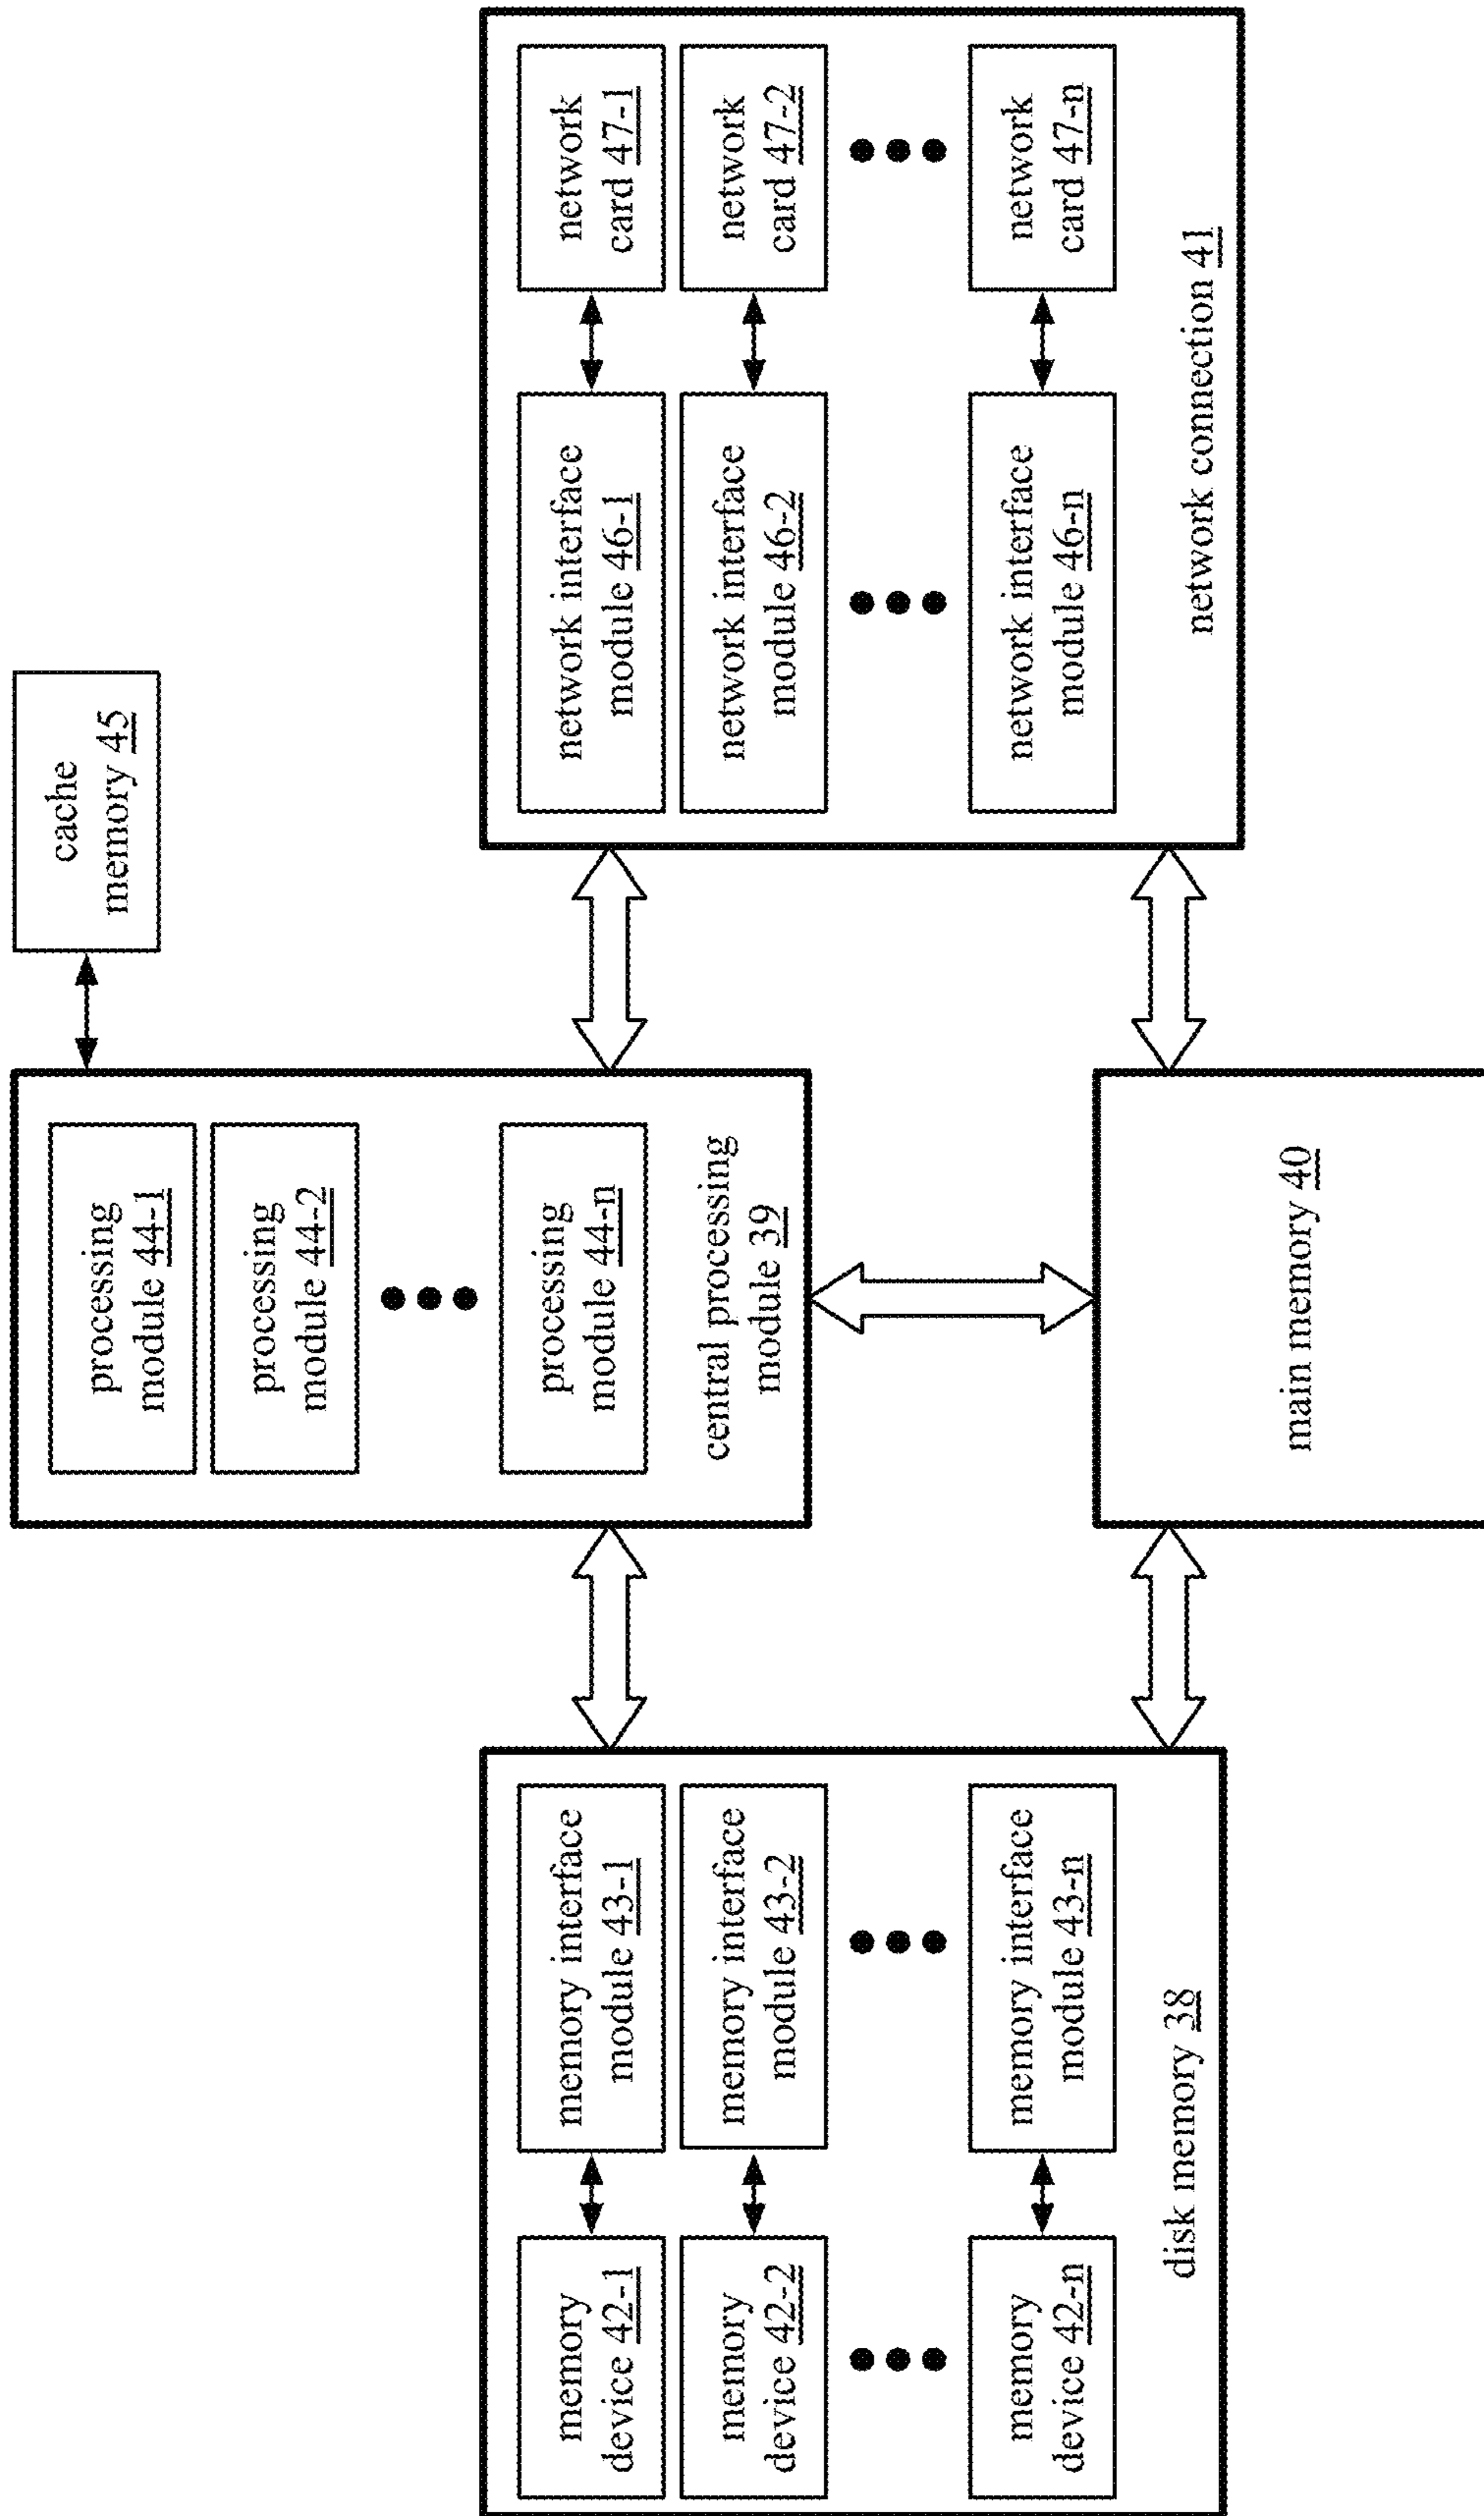 cache
memory 45
processing
module 44-1
processing
module 44-2
processing
module 44-n
central processing
module 39
memory
device 42-1
memory interface
module 43-1
memory
device 42-2
memory interface
module 43-2
memory
device 42-n
memory interface
module 43-n
disk memory 38
network interface
module 46-1
network
card 47-1
network interface
module 46-2
network
card 47-2
network interface
module 46-n
network
card 47-n
network connection 41
main memory 40